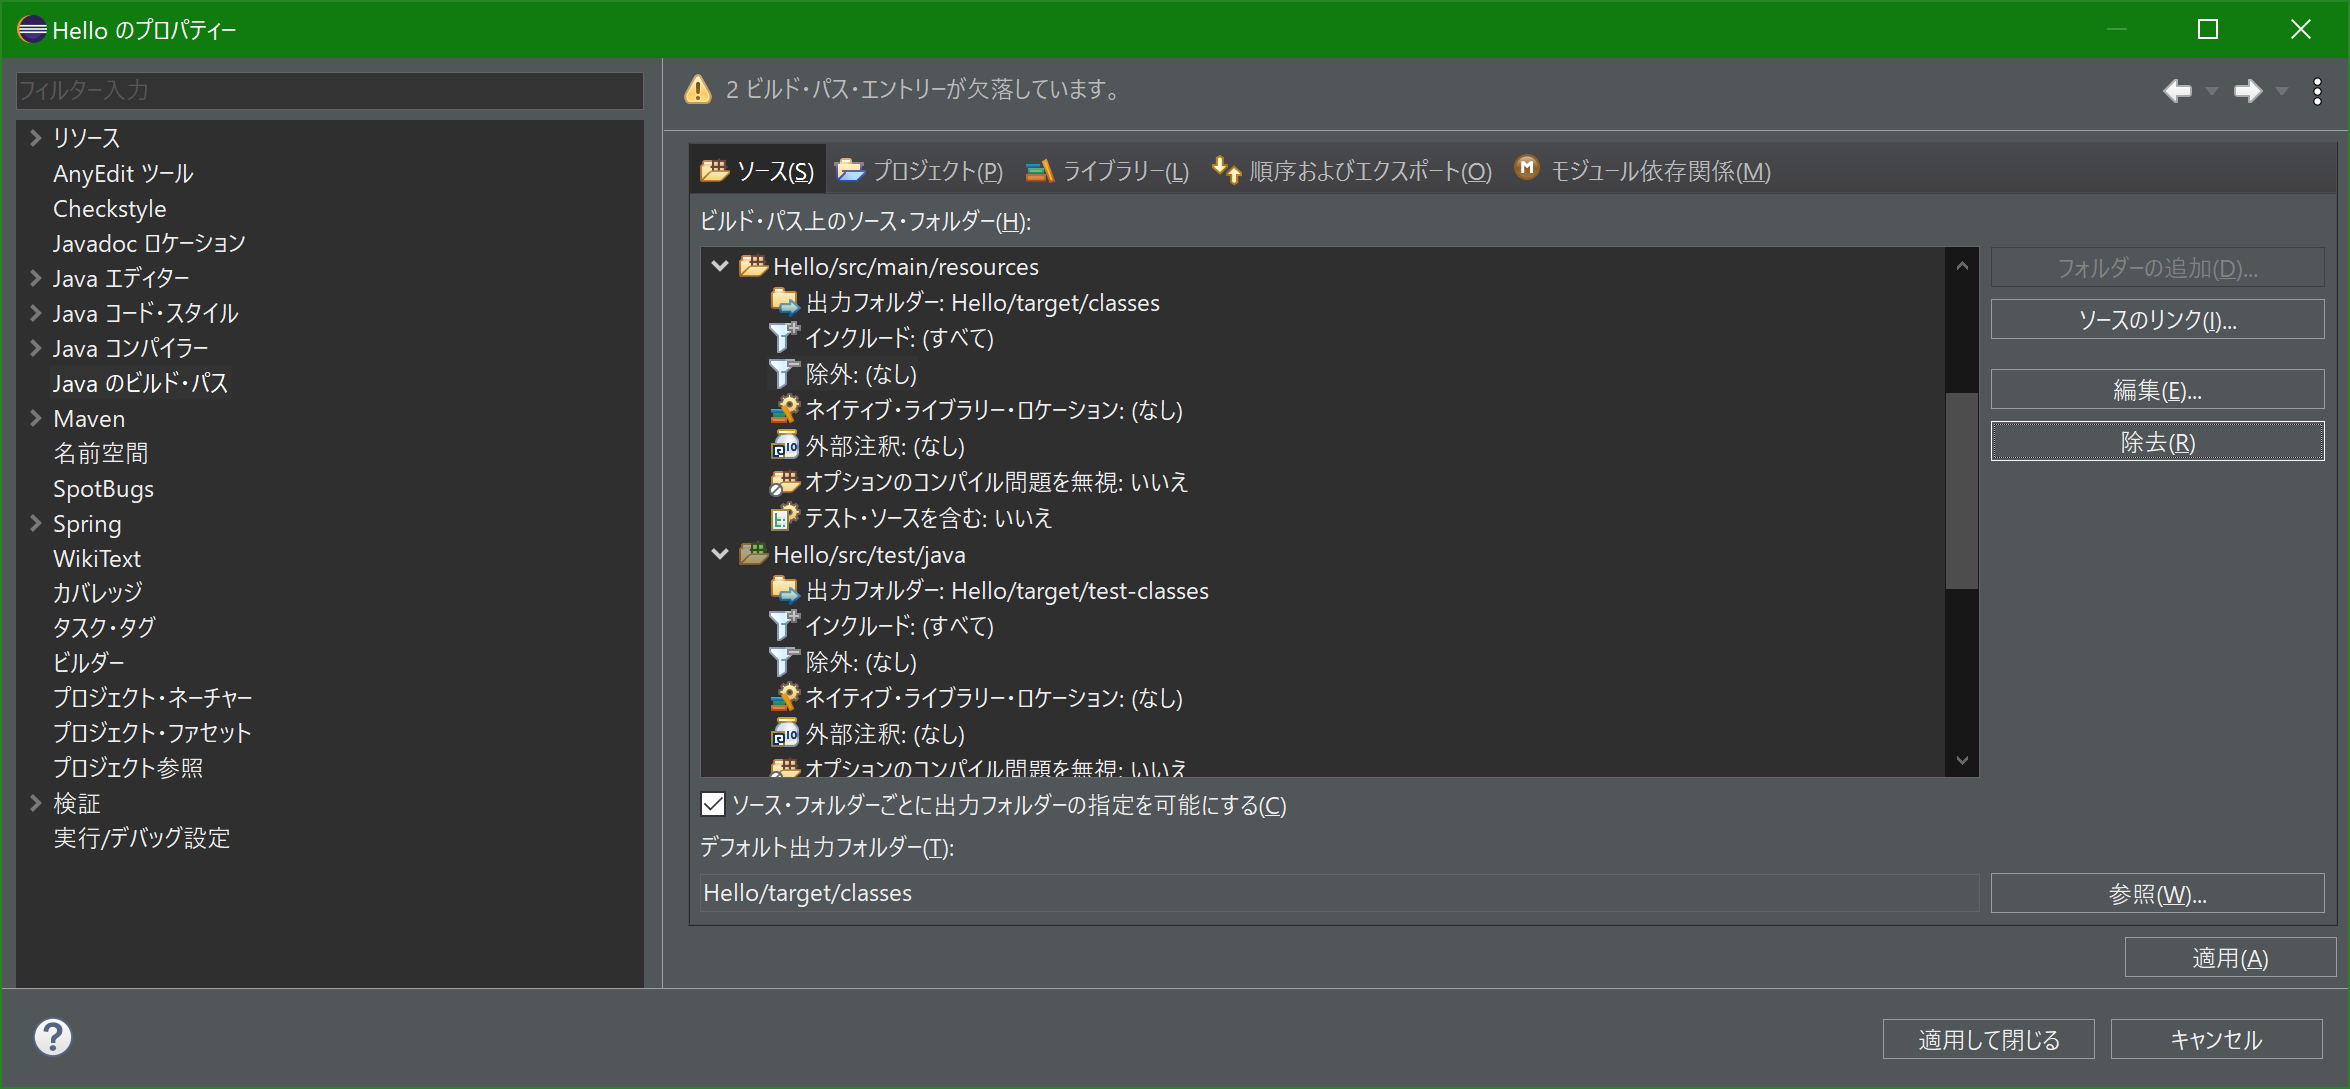 Hello のプロパティー
フィルター入力
リソース
AnyEdit ツール
Checkstyle
Javadoc ロケーション
Java エディター
Java コード・スタイル
Java コンパイラー
Java のビルド・パス
Maven
名前空間
SpotBugs
Spring
WikiText
カバレッジ
タスク・タグ
ビルダー
プロジェクト・ネーチャー
プロジェクト・ファセット
プロジェクト参照
検証
実行/デバッグ設定
2 ビルド・パス・エントリーが欠落しています。
ソース(S) プロジェクト(P) ライブラリー(L) 順序およびエクスポート(O) モジュール依存関係(M)
ビルド・パス上のソース・フォルダー(H):
Hello/src/main/resources
出力フォルダー: Hello/target/classes
インクルード: (すべて)
除外: (なし)
ネイティブ・ライブラリー・ロケーション: (なし)
外部注釈: (なし)
オプションのコンパイル問題を無視: いいえ
テスト・ソースを含む: いいえ
Hello/src/test/java
出力フォルダー: Hello/target/test-classes
インクルード: (すべて)
除外: (なし)
ネイティブ・ライブラリー・ロケーション: (なし)
外部注釈: (なし)
オプションのコンパイル問題を無視: いいえ
フォルダーの追加(D)...
ソースのリンク(I)...
編集(E)...
除去(R)
ソース・フォルダーごとに出力フォルダーの指定を可能にする(C)
デフォルト出力フォルダー(T):
Hello/target/classes
参照(W)...
適用(A)
適用して閉じる
キャンセル